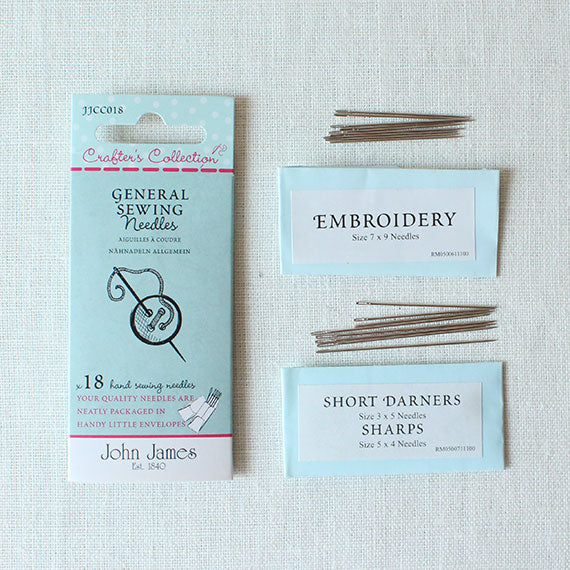 JJCC018
Crafter's Collection
GENERAL
SEWING
Needles
AIGUILLES À COUDRE
NÄHNADELN ALLGEMEIN
x 18 hand sewing needles
YOUR QUALITY NEEDLES ARE
NEATLY PACKAGED IN
HANDY LITTLE ENVELOPES
John James
Est. 1840
EMBROIDERY
Size 7 x 9 Needles
RM0500611100
SHORT DARNERS
Size 3 x 5 Needles
SHARPS
Size 5 x 4 Needles
RM0500711100